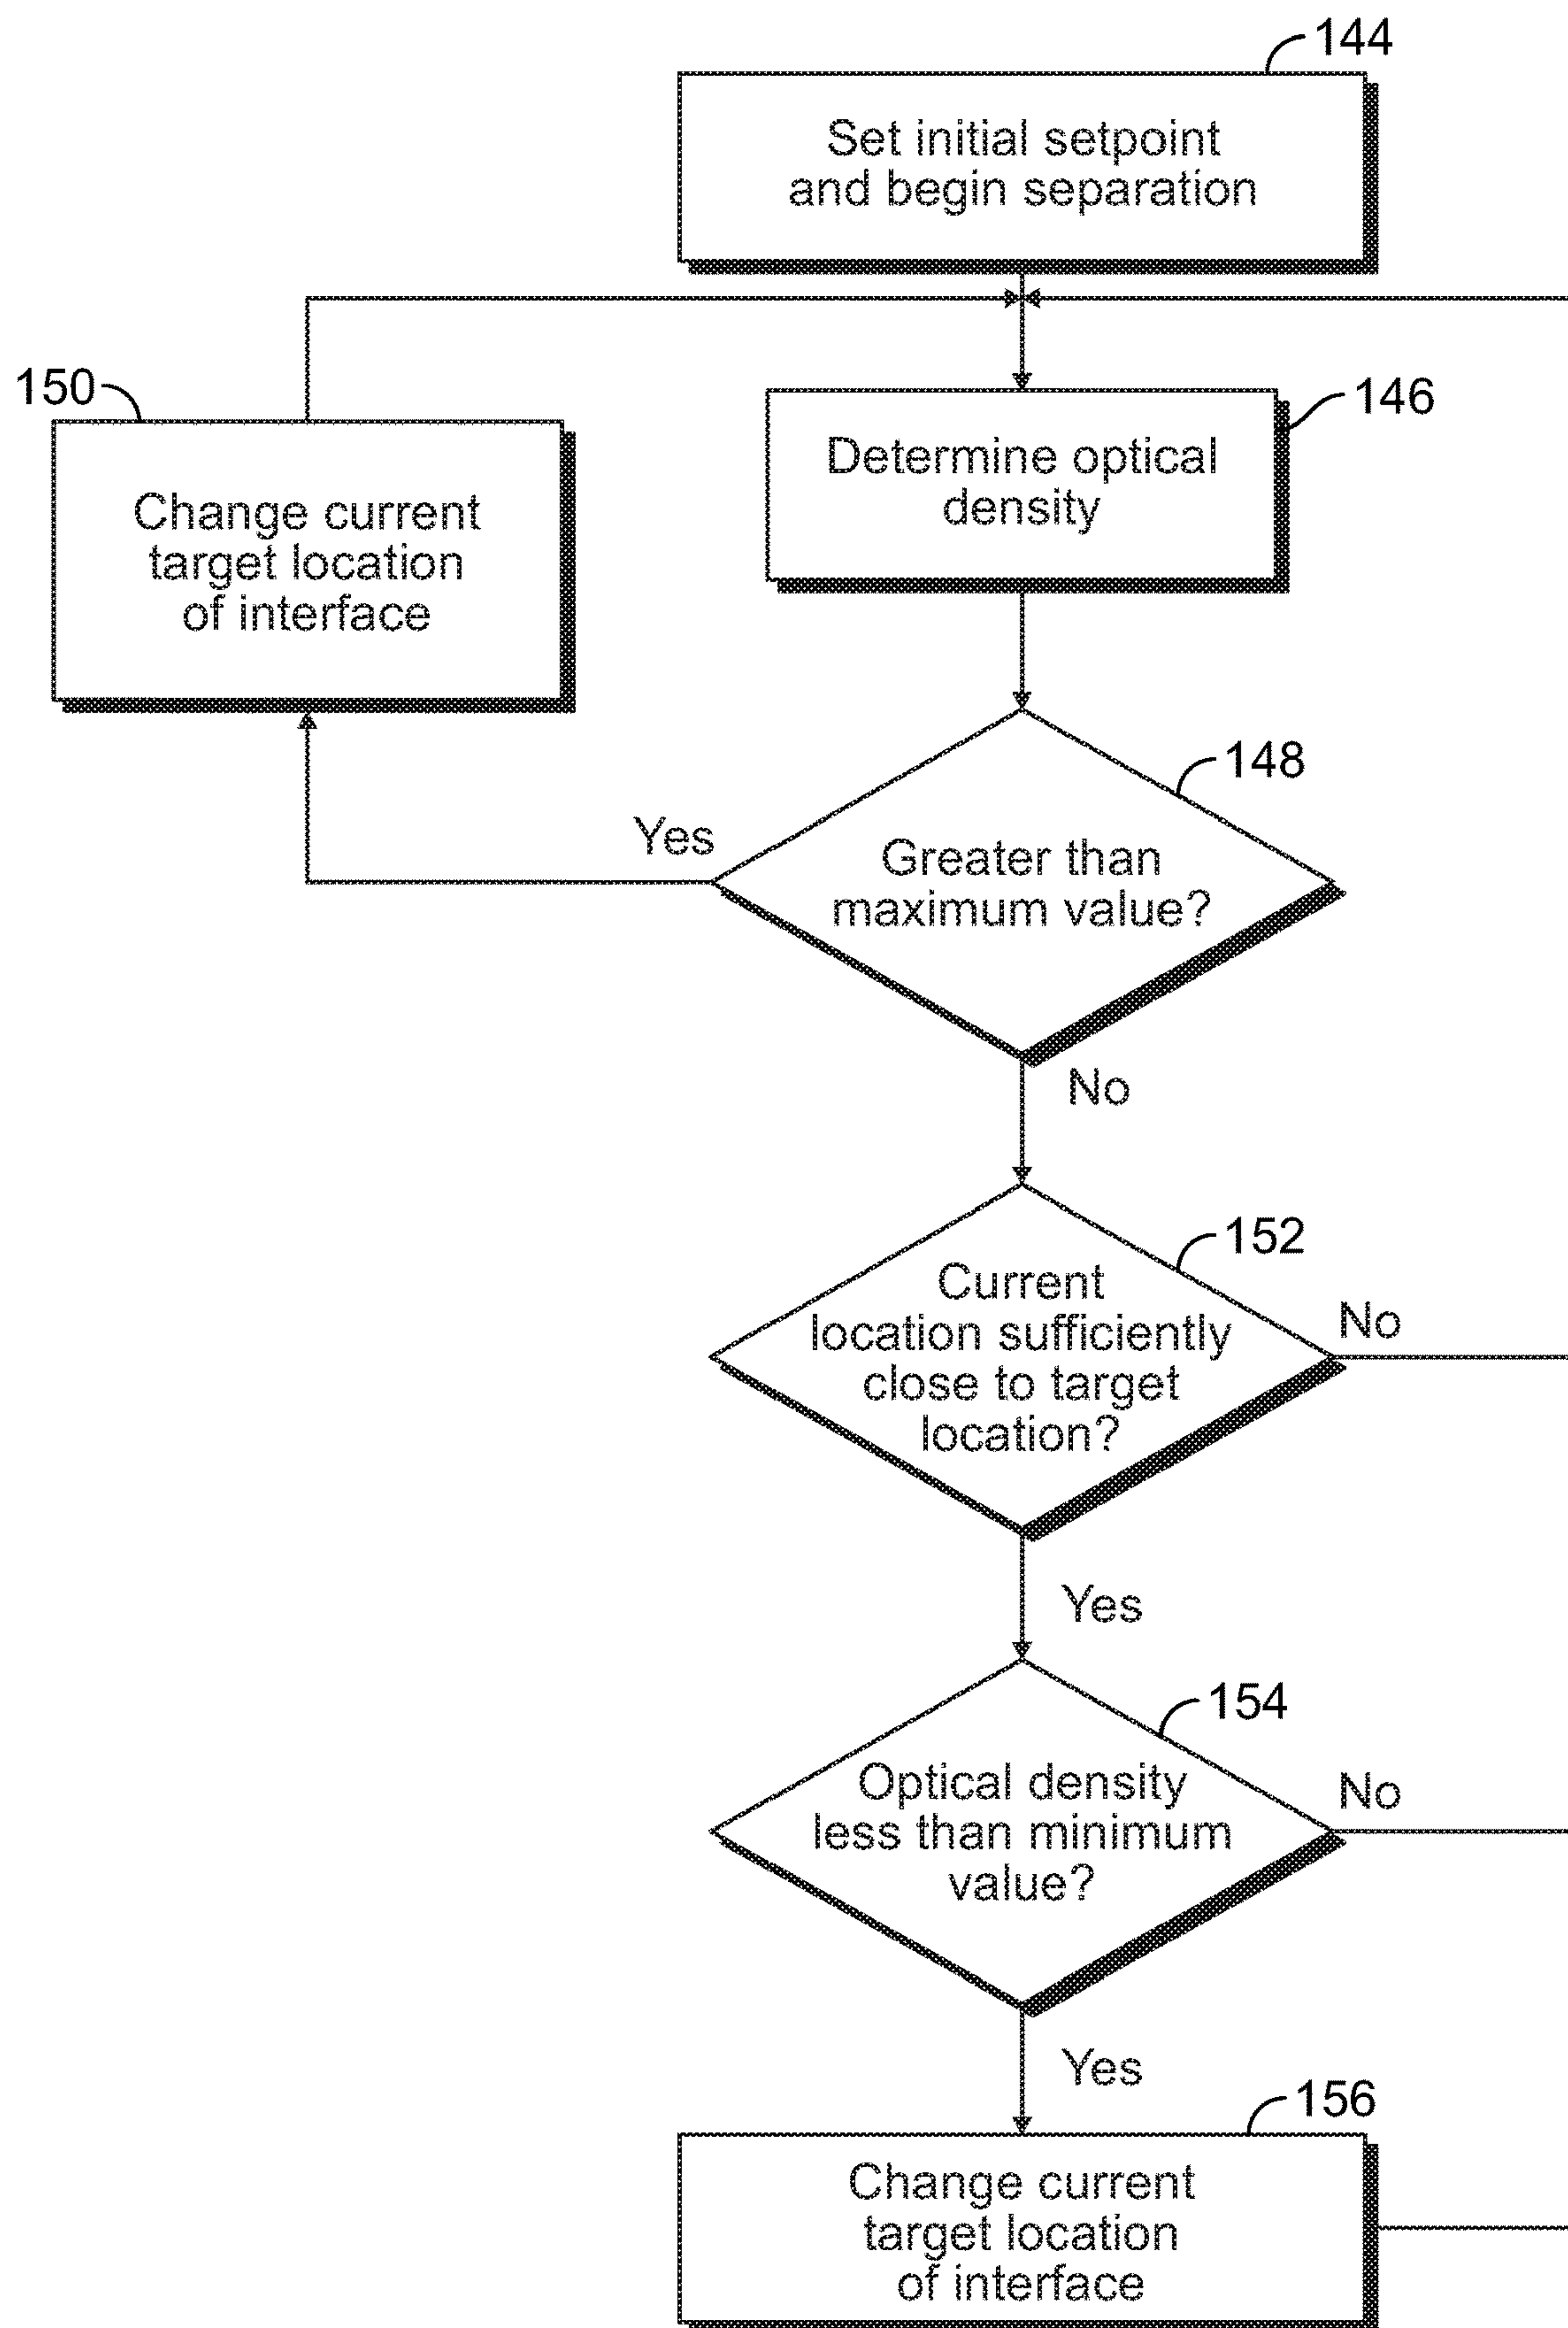 144
Set initial setpoint
and begin separation
150
Change current
target location
of interface
146
Determine optical
density
148
Greater than
maximum value?
Yes
No
152
Current
location sufficiently
close to target
location?
No
Yes
154
Optical density
less than minimum
value?
No
Yes
156
Change current
target location
of interface